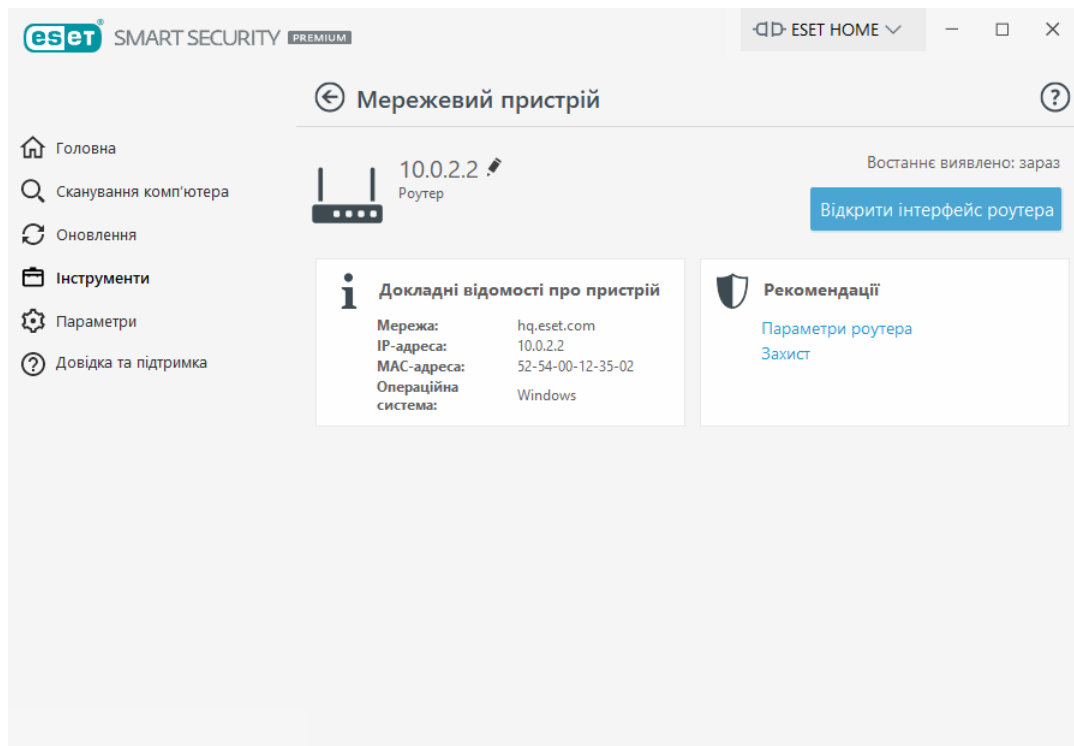 eset® SMART SECURITY PREMIUM
ESET HOME
Мережевий пристрій
Головна
Сканування комп'ютера
Оновлення
Інструменти
Параметри
Довідка та підтримка
10.0.2.2
Роутер
Востаннє виявлено: зараз
Відкрити інтерфейс роутера
Докладні відомості про пристрій
Мережа: hq.eset.com
IP-адреса: 10.0.2.2
MAC-адреса: 52-54-00-12-35-02
Операційна
система: Windows
Рекомендації
Параметри роутера
Захист